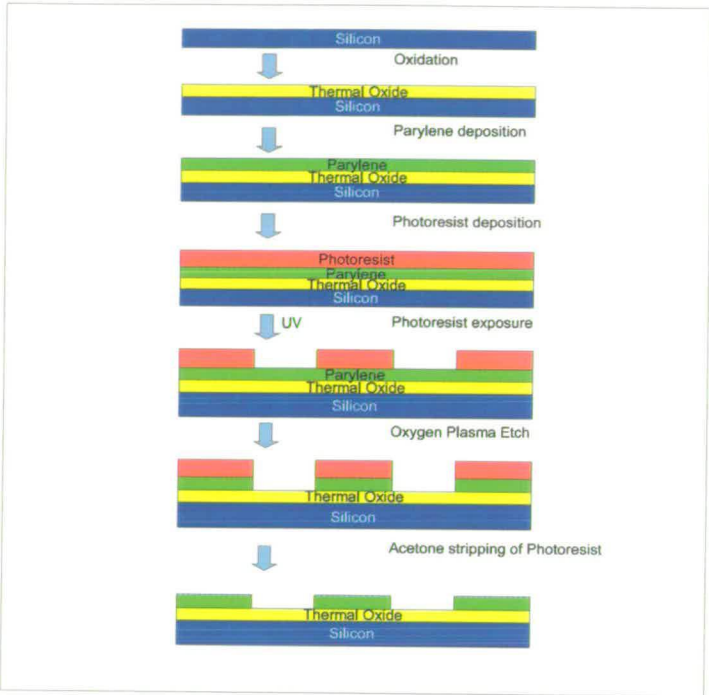 Silicon
Oxidation
Thermal Oxide
Silicon
Parylene deposition
Parylene
Thermal Oxide
Silicon
Photoresist deposition
Photoresist
Parylene
Thermal Oxide
Silicon
UV
Photoresist exposure
Parylene
Thermal Oxide
Silicon
Oxygen Plasma Etch
Thermal Oxide
Silicon
Acetone stripping of Photoresist
Thermal Oxide
Silicon